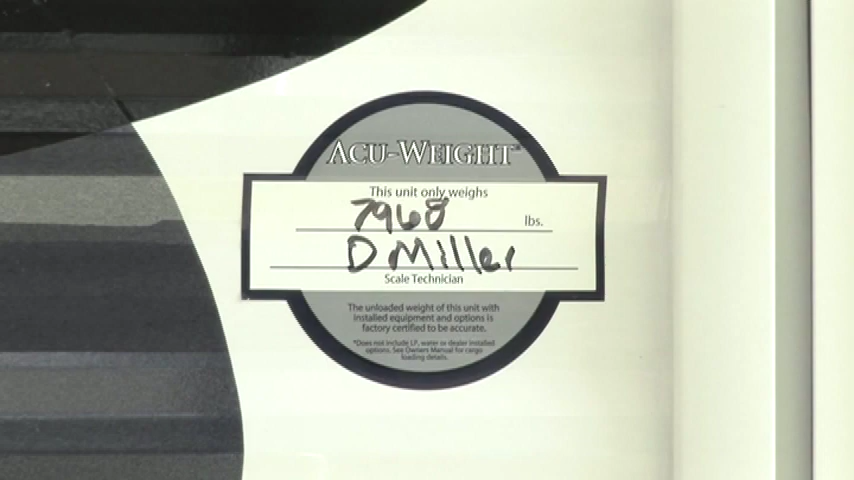 ACU-WEIGHT™
This unit only weighs
7968 lbs.
D Miller
Scale Technician
The unloaded weight of this unit with
installed equipment and options is
factory certified to be accurate.
*Does not include LP, water or dealer installed
options. See Owners Manual for cargo
loading details.